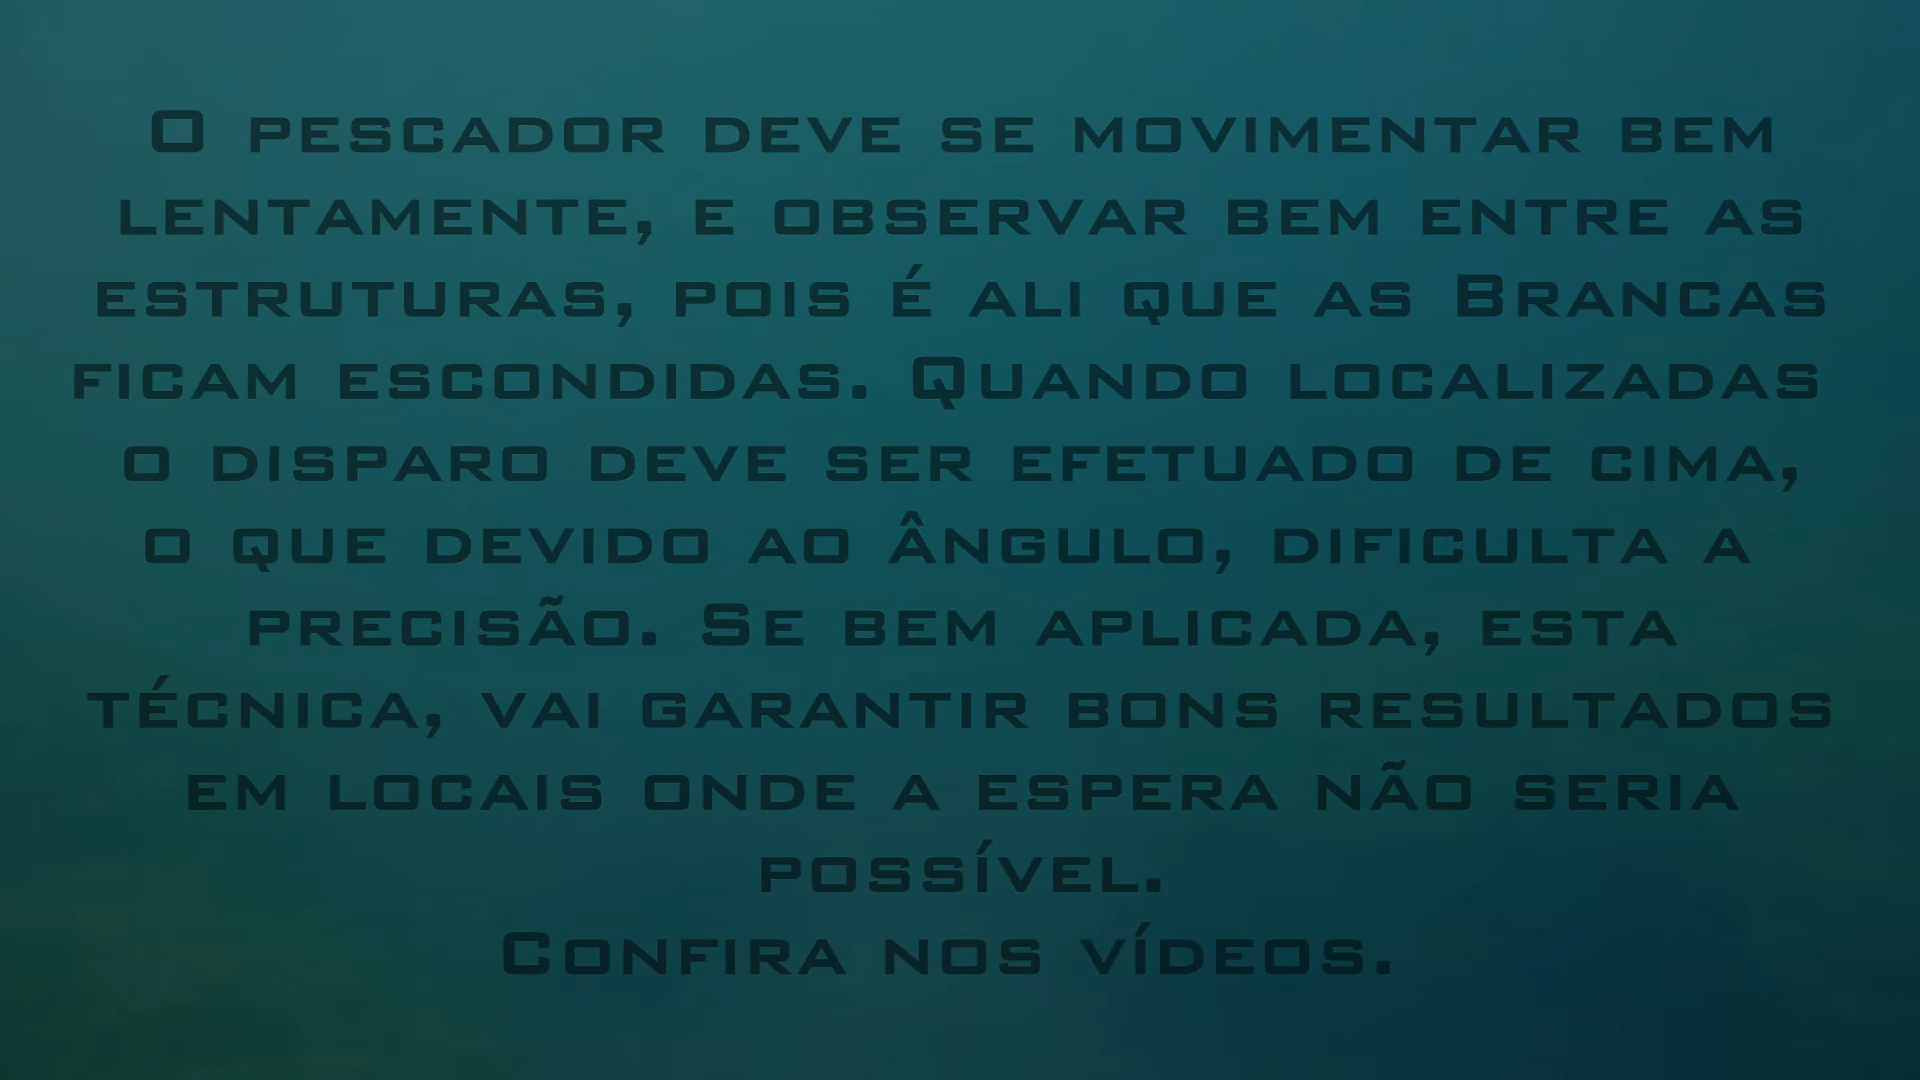 O pescador deve se movimentar bem
lentamente, e observar bem entre as
estruturas, pois é ali que as Brancas
ficam escondidas. Quando localizadas
o disparo deve ser efetuado de cima,
o que devido ao ângulo, dificulta a
precisão. Se bem aplicada, esta
técnica, vai garantir bons resultados
em locais onde a espera não seria
possível.
Confira nos vídeos.